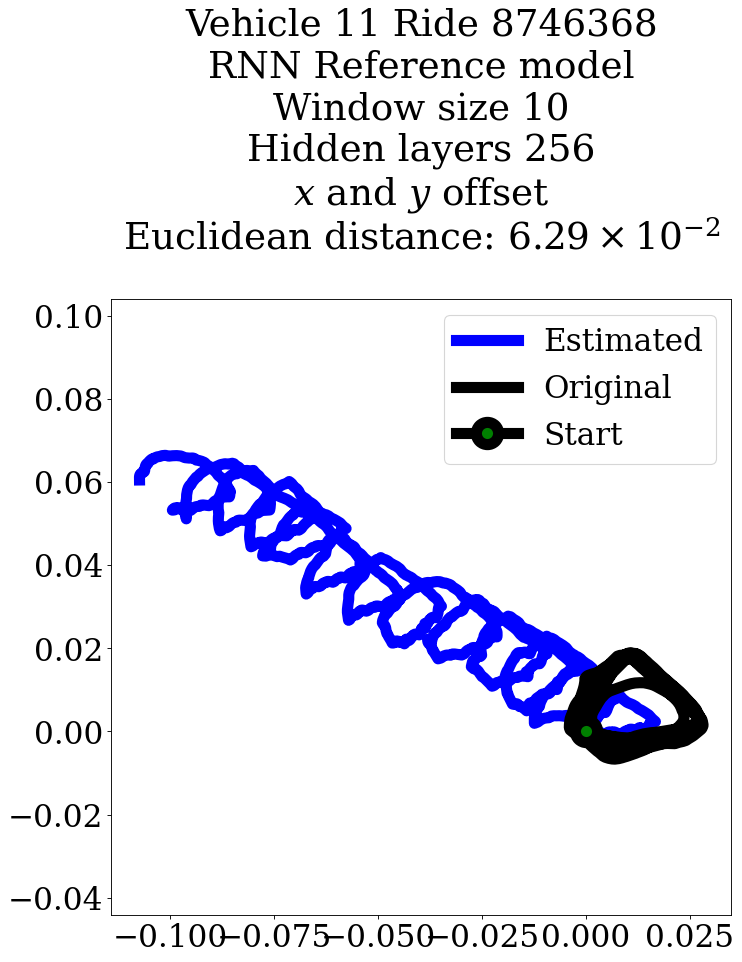 Vehicle 11 Ride 8746368
RNN Reference model
Window size 10
Hidden layers 256
x and y offset
Euclidean distance: 6.29 × 10⁻²
Estimated
Original
Start
0.10
0.08
0.06
0.04
0.02
0.00
−0.02
−0.04
−0.100 −0.075 −0.050 −0.025 0.000 0.025